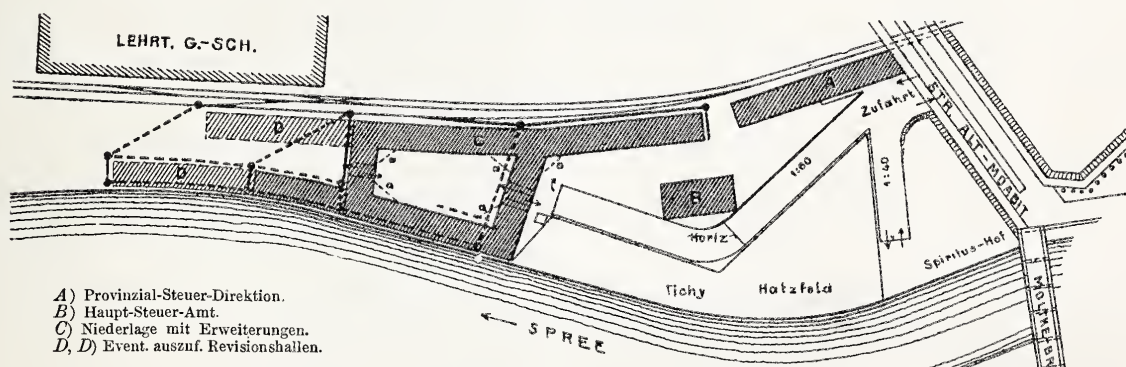 LEHRT. G.-SCH.
A
Zufahrt
STR. ALT-MOABIT
D
C
a
a
a
a
a
1:60
1:40
D
B
Horiz
Spiritus-Hof
Tichy
Hatzfeld
MOLTKE-BR
← SPREE
A) Provinzial-Steuer-Direktion.
B) Haupt-Steuer-Amt.
C) Niederlage mit Erweiterungen.
D, D) Event. auszuf. Revisionshallen.